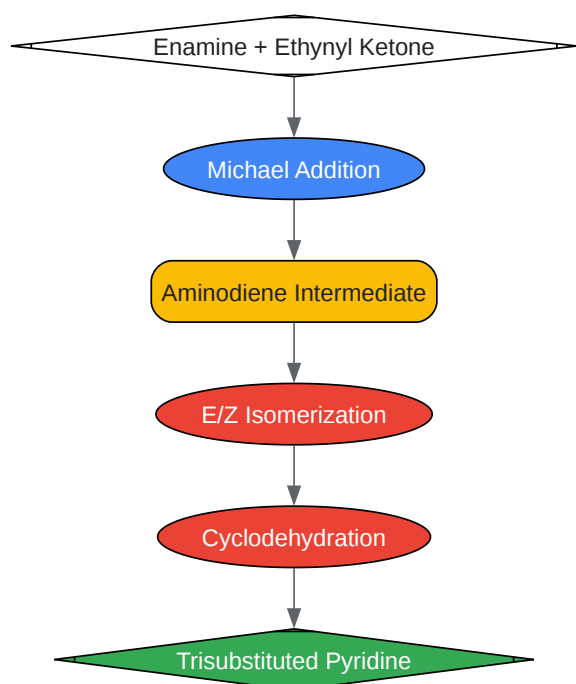 Enamine + Ethynyl Ketone
Michael Addition
Aminodiene Intermediate
E/Z Isomerization
Cyclodehydration
Trisubstituted Pyridine